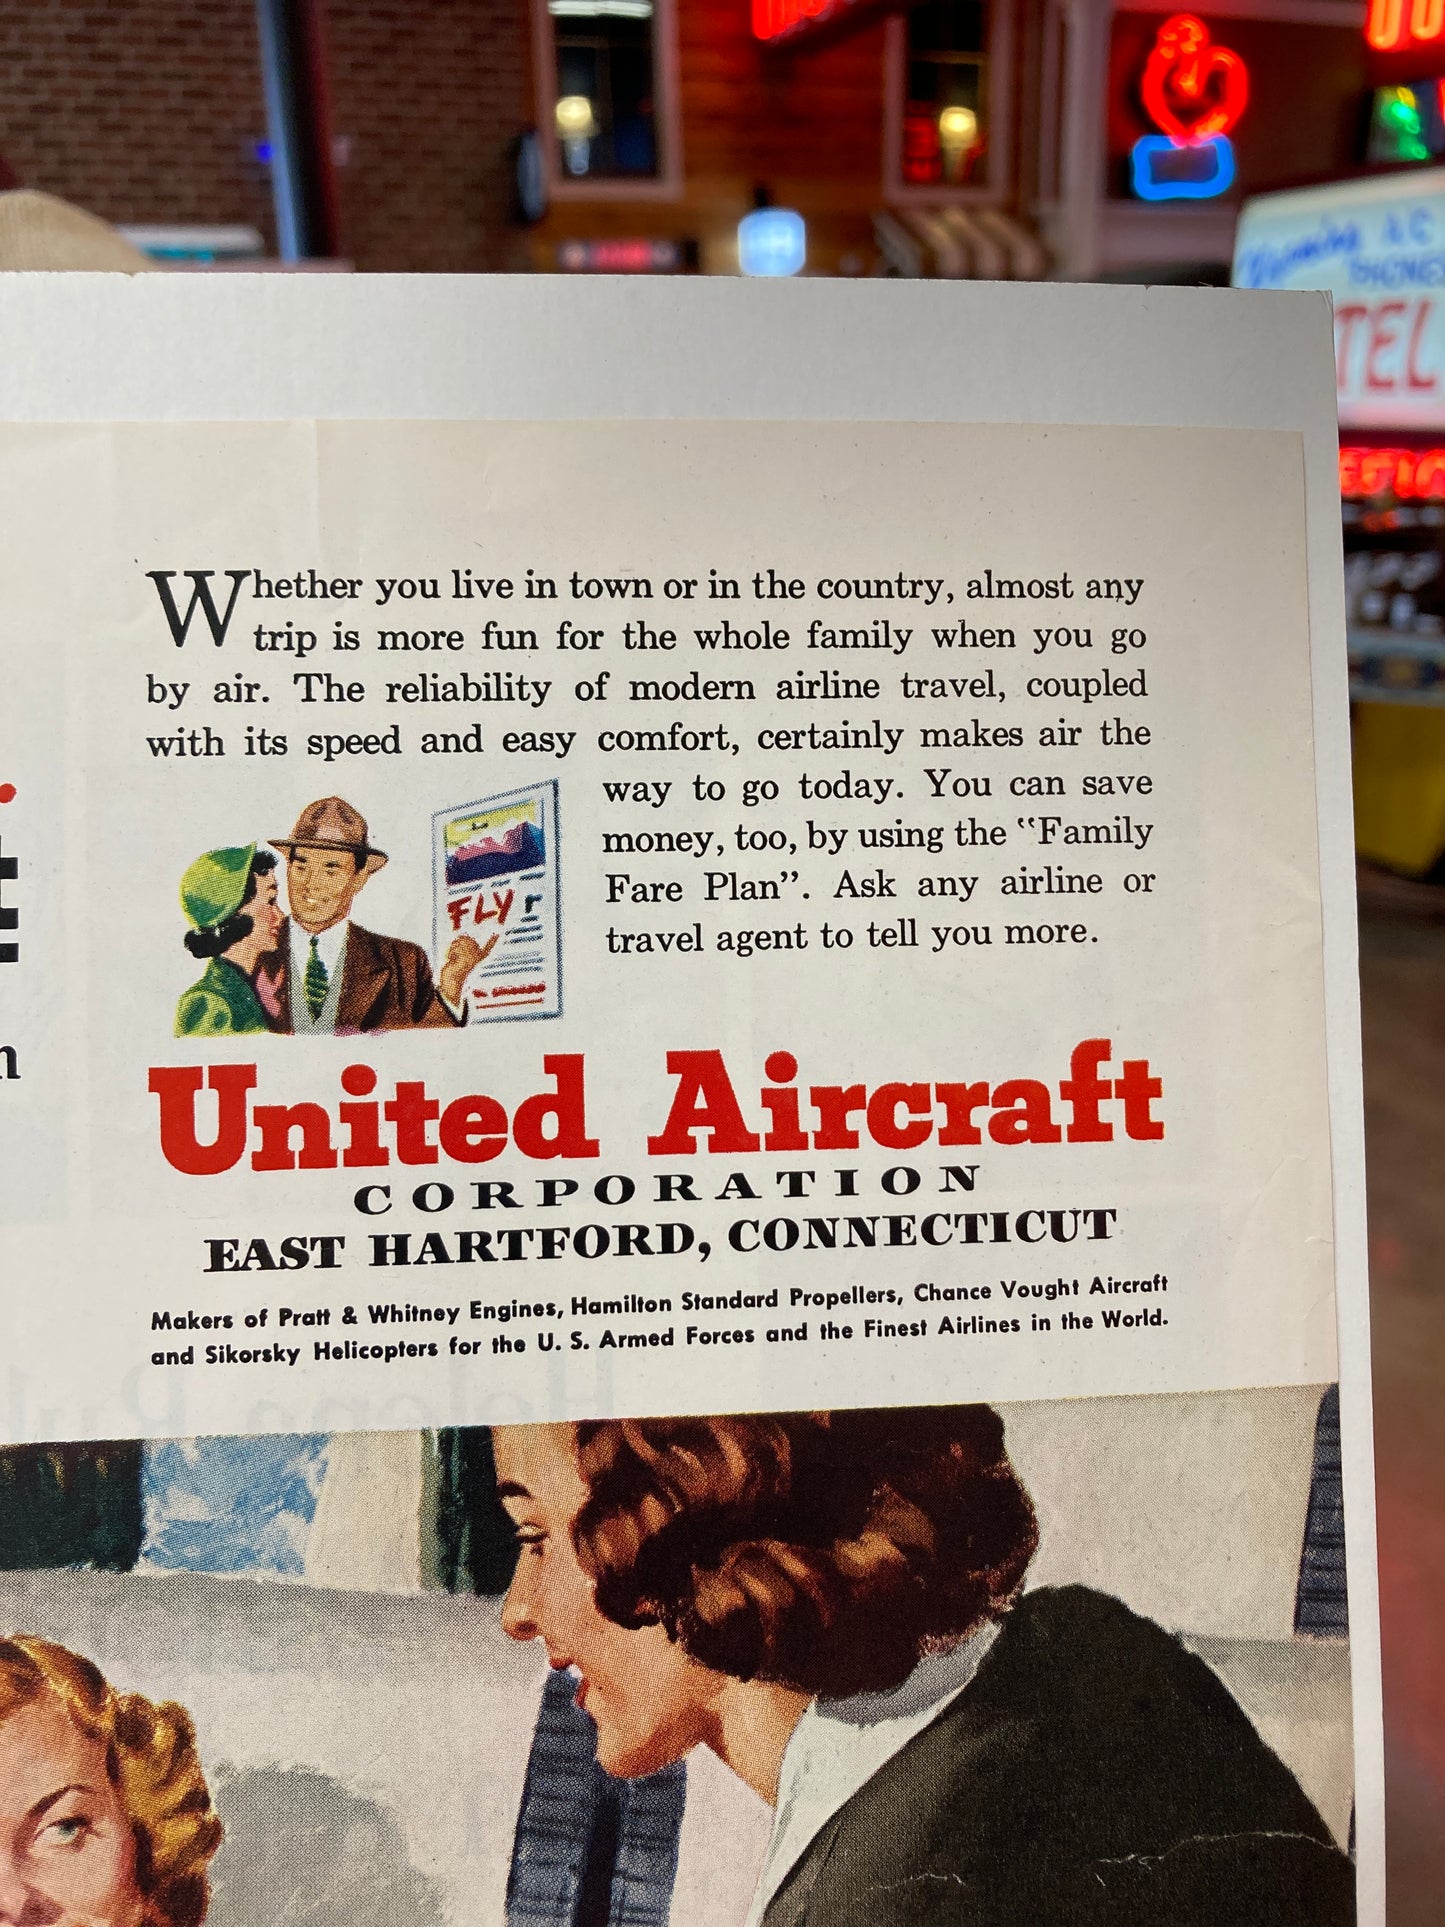 Whether you live in town or in the country, almost any
trip is more fun for the whole family when you go
by air. The reliability of modern airline travel, coupled
with its speed and easy comfort, certainly makes air the
way to go today. You can save
money, too, by using the "Family
Fare Plan". Ask any airline or
travel agent to tell you more.
FLY
United Aircraft
CORPORATION
EAST HARTFORD, CONNECTICUT
Makers of Pratt & Whitney Engines, Hamilton Standard Propellers, Chance Vought Aircraft
and Sikorsky Helicopters for the U. S. Armed Forces and the Finest Airlines in the World.
TEL